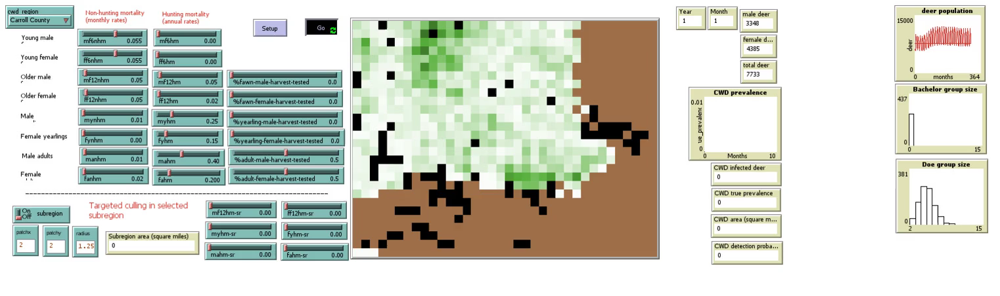 cwd_region
Carroll County
Non-hunting mortality
(monthly rates)
Hunting mortality
(annual rates)
Setup
Go
Young male
mf6nhm 0.055
mf6hm 0.00
Young female
ff6nhm 0.055
ff6hm 0.00
Older male
mf12nhm 0.05
mf12hm 0.05
%fawn-male-harvest-tested 0.0
Older female
ff12nhm 0.05
ff12hm 0.02
%fawn-female-harvest-tested 0.0
Male
mynhm 0.01
myhm 0.25
%yearling-male-harvest-tested 0.0
Female yearlings
fynhm 0.00
fyhm 0.15
%yearling-female-harvest-tested 0.0
Male adults
manhm 0.01
mahm 0.40
%adult-male-harvest-tested 0.5
Female
fanhm 0.02
fahm 0.200
%adult-female-harvest-tested 0.5
On
Off
subregion
Targeted culling in selected
subregion
patchx
2
patchy
2
radius
1.25
Subregion area (square miles)
0
mf12hm-sr 0.00
ff12hm-sr 0.00
myhm-sr 0.00
fyhm-sr 0.00
mahm-sr 0.00
fahm-sr 0.00
Year
1
Month
1
male deer
3348
female d...
4385
total deer
7733
CWD prevalence
0.01
ue_prevalenc
0
0 Months 10
CWD infected deer
0
CWD true prevalence
0
CWD area (square m...
0
CWD detection proba...
0
deer population
15000
deer
0
0 months 364
Bachelor group size
437
0
0 15
Doe group size
381
0
2 15